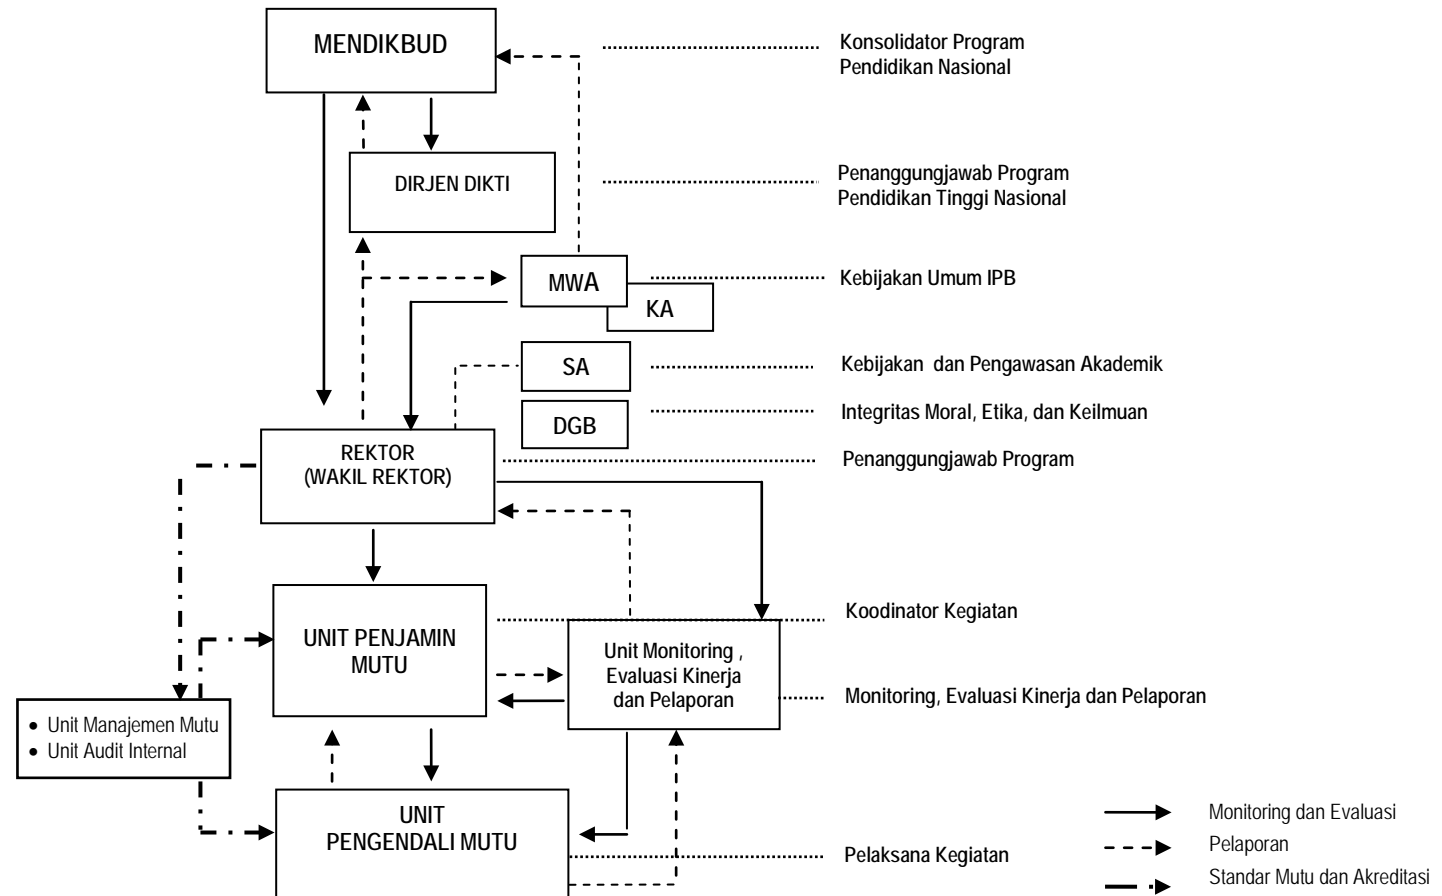 MENDIKBUD
Konsolidator Program
Pendidikan Nasional
DIRJEN DIKTI
Penanggungjawab Program
Pendidikan Tinggi Nasional
MWA
KA
Kebijakan Umum IPB
SA
Kebijakan dan Pengawasan Akademik
DGB
Integritas Moral, Etika, dan Keilmuan
REKTOR
(WAKIL REKTOR)
Penanggungjawab Program
UNIT PENJAMIN
MUTU
Koodinator Kegiatan
Unit Monitoring ,
Evaluasi Kinerja
dan Pelaporan
Monitoring, Evaluasi Kinerja dan Pelaporan
• Unit Manajemen Mutu
• Unit Audit Internal
UNIT
PENGENDALI MUTU
Pelaksana Kegiatan
Monitoring dan Evaluasi
Pelaporan
Standar Mutu dan Akreditasi